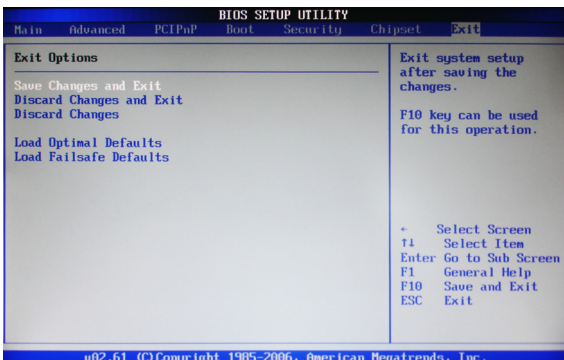 BIOS SETUP UTILITY
Main Advanced PCIPnP Boot Security Chipset Exit
Exit Options
Save Changes and Exit
Discard Changes and Exit
Discard Changes
Load Optimal Defaults
Load Failsafe Defaults
Exit system setup
after saving the
changes.
F10 key can be used
for this operation.
← Select Screen
↑↓ Select Item
Enter Go to Sub Screen
F1 General Help
F10 Save and Exit
ESC Exit
v02.61 (C)Copyright 1985-2006, American Megatrends, Inc.